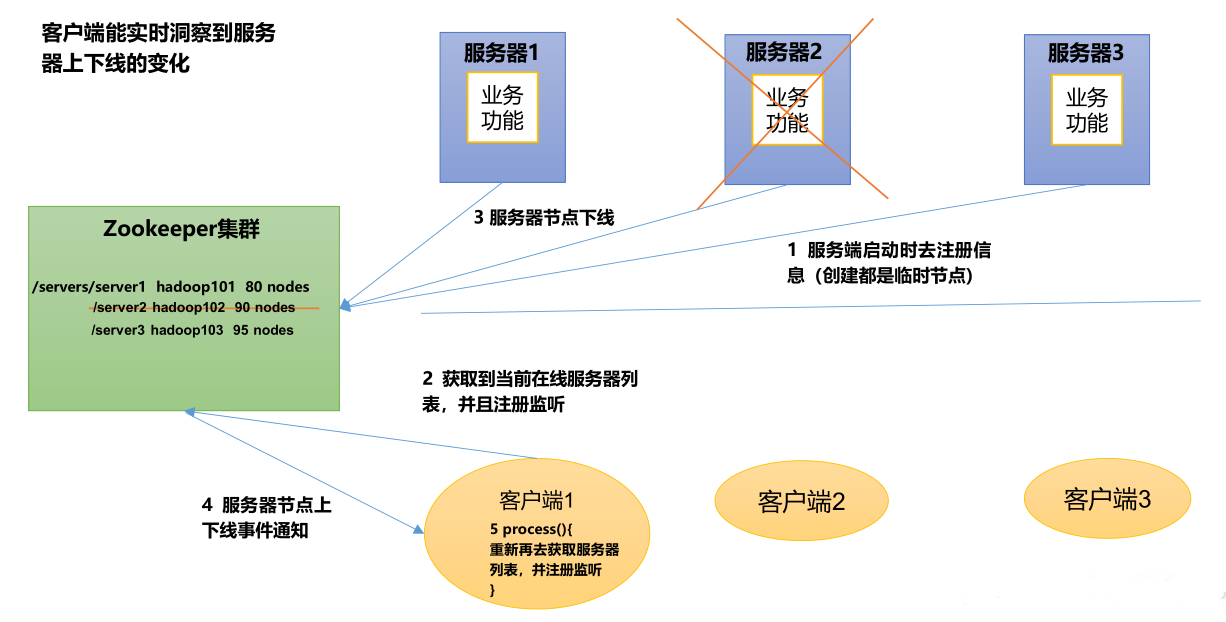 客户端能实时洞察到服务
器上下线的变化
服务器1
业务
功能
服务器2
业务
功能
服务器3
业务
功能
3 服务器节点下线
1 服务端启动时去注册信
息（创建都是临时节点）
Zookeeper集群
/servers/server1 hadoop101 80 nodes
/server2 hadoop102 90 nodes
/server3 hadoop103 95 nodes
2 获取到当前在线服务器列
表，并且注册监听
4 服务器节点上
下线事件通知
客户端1
5 process(){
重新再去获取服务器
列表，并注册监听
}
客户端2
客户端3